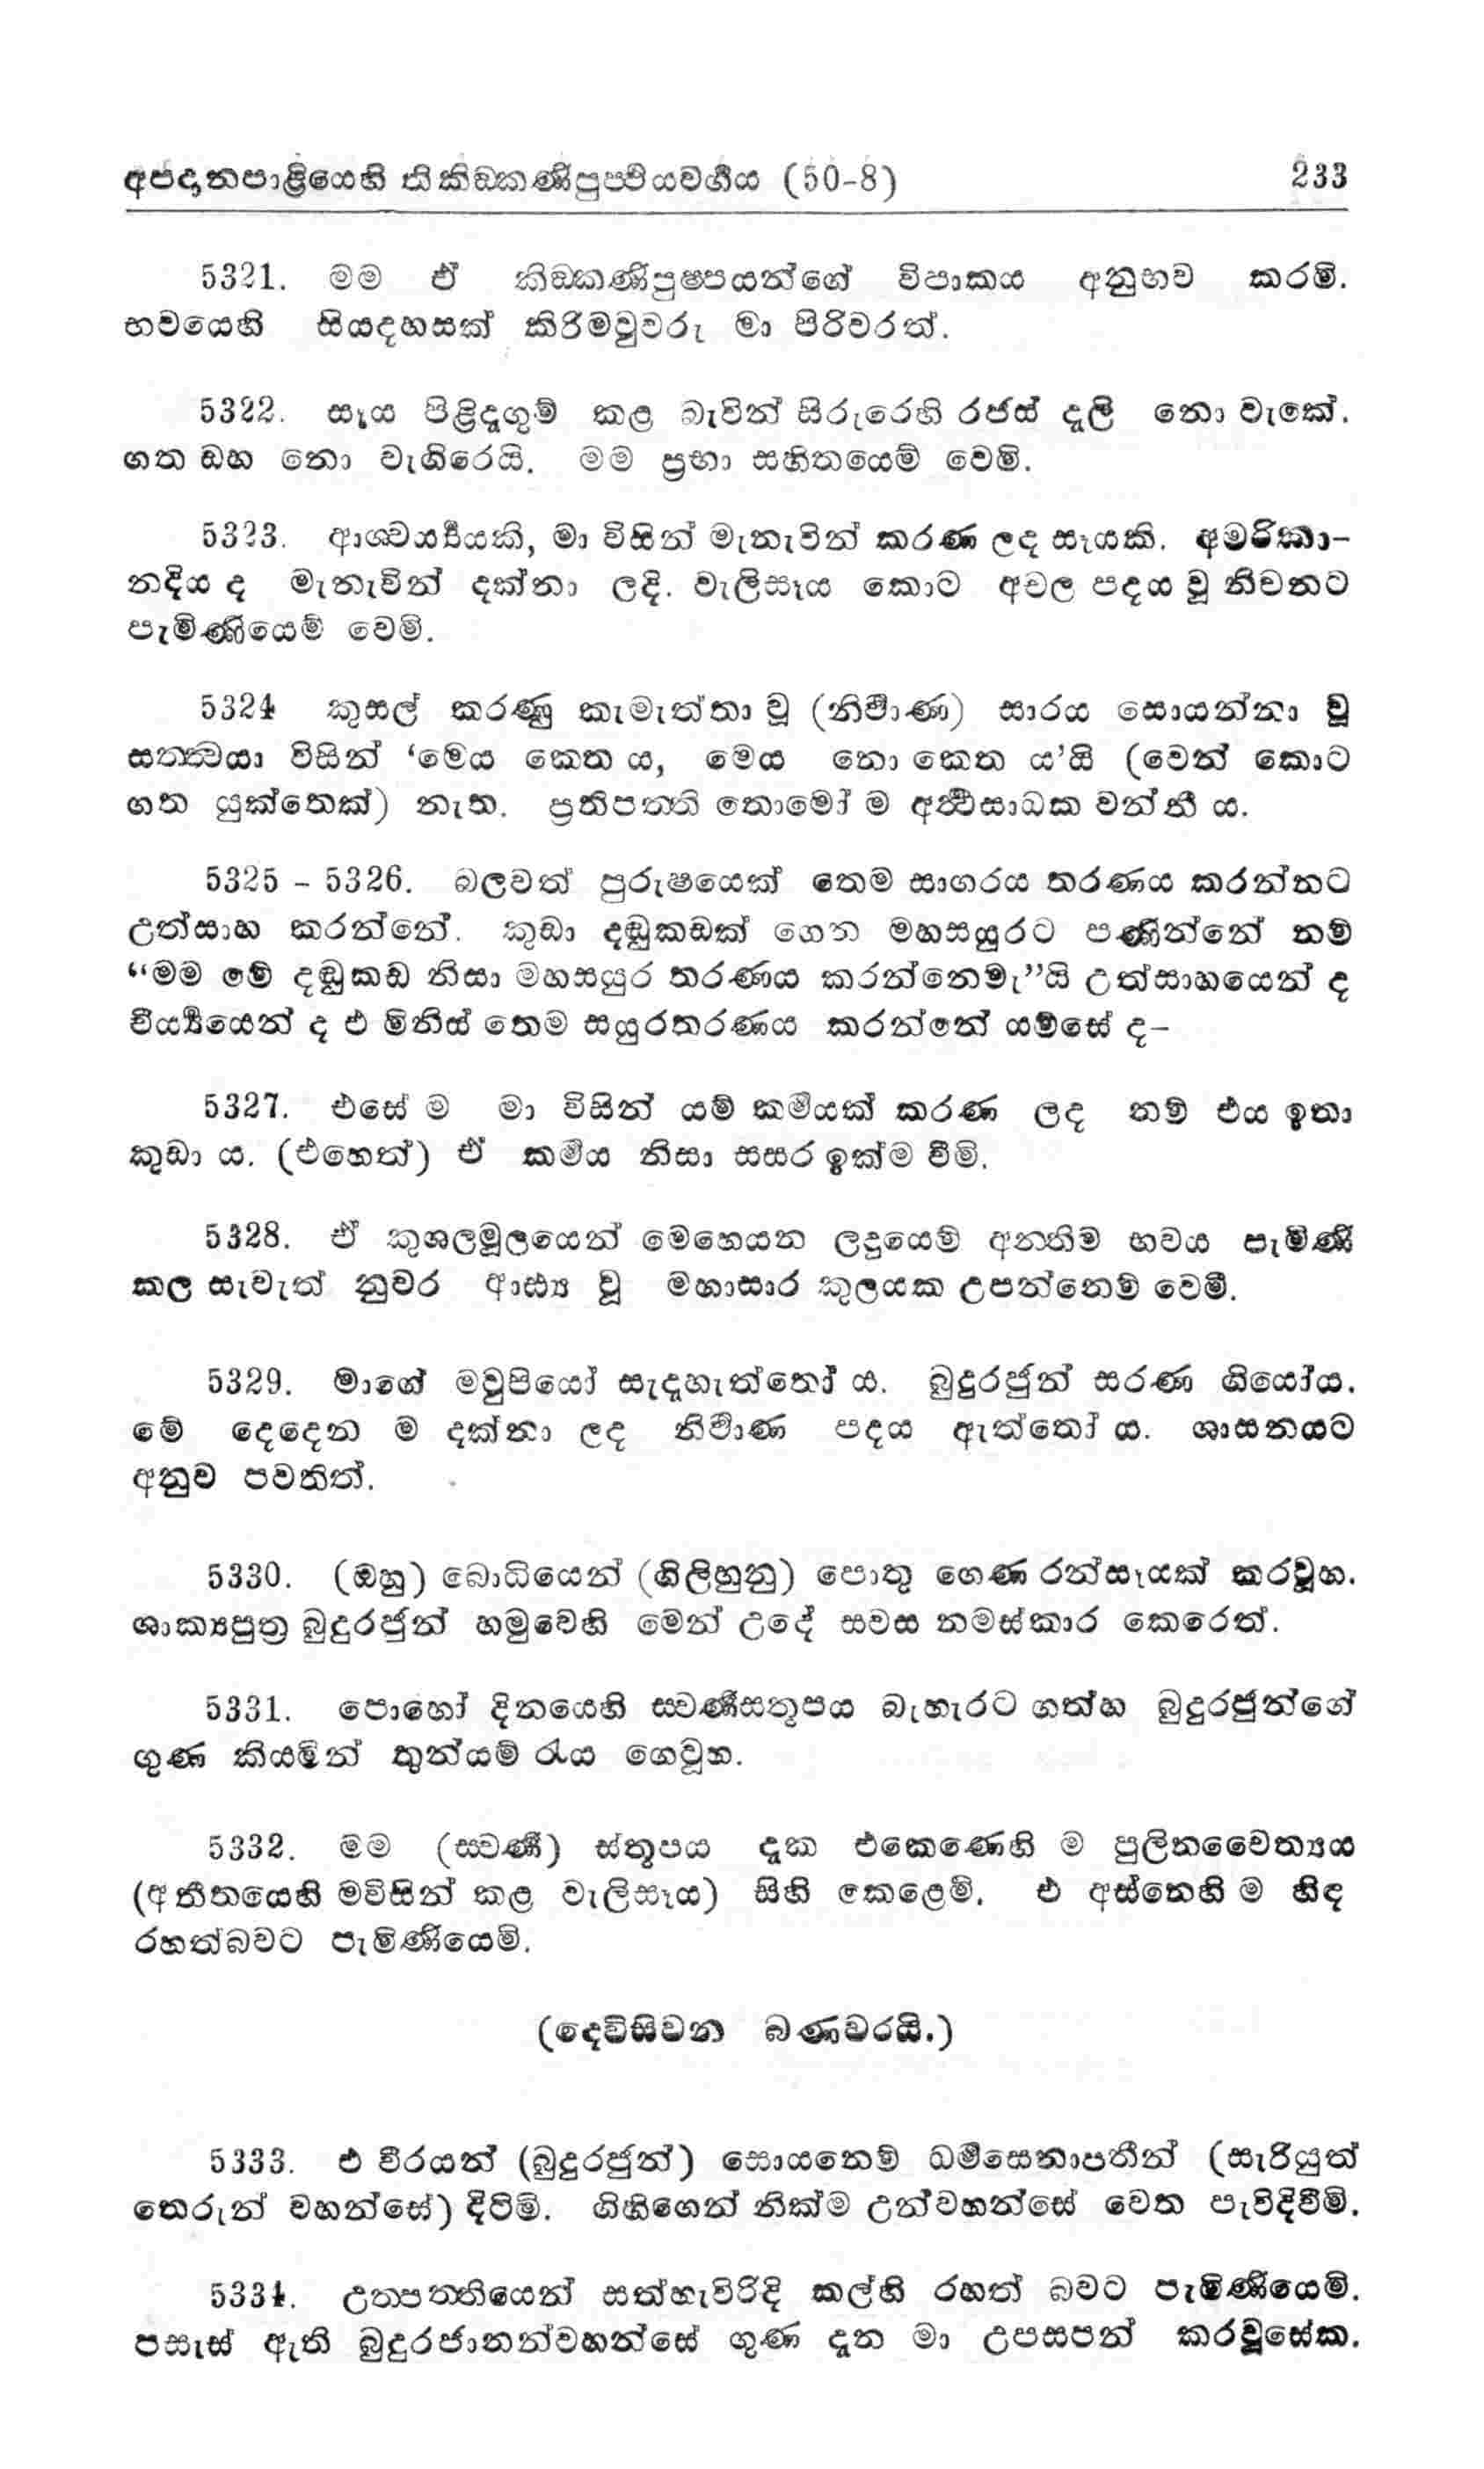 අපදානපාළියෙහි තිකිඞ්කණිපුප්ඵියවර්‍ගය (50-8) 233
5321. මම ඒ කිඞ්කණිපුෂ්පයන්ගේ විපාකය අනුභව කරමි.
භවයෙහි සියදහසක් කිරිමවුවරු මා පිරිවරත්.
5322. සෑය පිළිදැගුම් කළ බැවින් සිරුරෙහි රජස් දැලි නො වැකේ.
ගත ඩහ නො වැගිරෙයි. මම ප්‍රභා සහිතයෙම් වෙමි.
5323. ආශ්චර්‍ය්‍යයකි, මා විසින් මැනැවින් කරණ ලද සෑයකි. අමරිකා-
නදිය ද මැනැවින් දක්නා ලදි. වැලිසෑය කොට අචල පදය වූ නිවනට
පැමිණියෙම් වෙමි.
5324 කුසල් කරණු කැමැත්තා වූ (නිර්‍වාණ) සාරය සොයන්නා වූ
සත්ත්‍වයා විසින් ‘මෙය කෙත ය, මෙය නො කෙත ය’යි (වෙන් කොට
ගත යුක්තෙක්) නැත. ප්‍රතිපත්ති තොමෝ ම අර්‍ථසාධක වන්නී ය.
5325 - 5326. බලවත් පුරුෂයෙක් තෙම සාගරය තරණය කරන්නට
උත්සාහ කරන්නේ. කුඩා දඬුකඩක් ගෙන මහසයුරට පණින්නේ නම්
“මම මේ දඬුකඩ නිසා මහසයුර තරණය කරන්නෙමැ”යි උත්සාහයෙන් ද
වීර්‍ය්‍යයෙන් ද එ මිනිස් තෙම සයුරතරණය කරන්නේ යම්සේ ද-
5327. එසේ ම මා විසින් යම් කර්‍මයක් කරණ ලද නම් එය ඉතා
කුඩා ය. (එහෙත්) ඒ කර්‍මය නිසා සසර ඉක්ම වීමි.
5328. ඒ කුශලමූලයෙන් මෙහෙයන ලදුයෙම් අන්තිම භවය පැමිණි
කල සැවැත් නුවර ආඪ්‍ය වූ මහාසාර කුලයක උපන්නෙම් වෙමි.
5329. මාගේ මවුපියෝ සැදැහැත්තෝ ය. බුදුරජුන් සරණ ගියෝය.
මේ දෙදෙන ම දක්නා ලද නිර්‍වාණ පදය ඇත්තෝ ය. ශාසනයට
අනුව පවතිත්.
5330. (ඔහු) බොධියෙන් (ගිලිහුනු) පොතු ගෙණ රන්සෑයක් කරවූහ.
ශාක්‍යපුත්‍ර බුදුරජුන් හමුවෙහි මෙන් උදේ සවස නමස්කාර කෙරෙත්.
5331. පොහෝ දිනයෙහි ස්වර්‍ණස්තූපය බැහැරට ගත්හ බුදුරජුන්ගේ
ගුණ කියමින් තුන්යම් රැය ගෙවූහ.
5332. මම (ස්වර්‍ණ) ස්තූපය දැක එකෙණෙහි ම පුලිනචෛත්‍යය
(අතීතයෙහි මවිසින් කළ වැලිසෑය) සිහි කෙළෙමි. එ අස්නෙහි ම හිඳ
රහත්බවට පැමිණියෙමි.
(දෙවිසිවන බණවරයි.)
5333. එ වීරයන් (බුදුරජුන්) සොයනෙම් ධර්‍මසෙනාපතීන් (සැරියුත්
තෙරුන් වහන්සේ) දිටිමි. ගිහිගෙන් නික්ම උන්වහන්සේ වෙත පැවිදිවීමි.
5334. උත්පත්තියෙන් සත්හැවිරිදි කල්හි රහත් බවට පැමිණියෙමි.
පසැස් ඇති බුදුරජානන්වහන්සේ ගුණ දැන මා උපසපන් කරවූසේක.